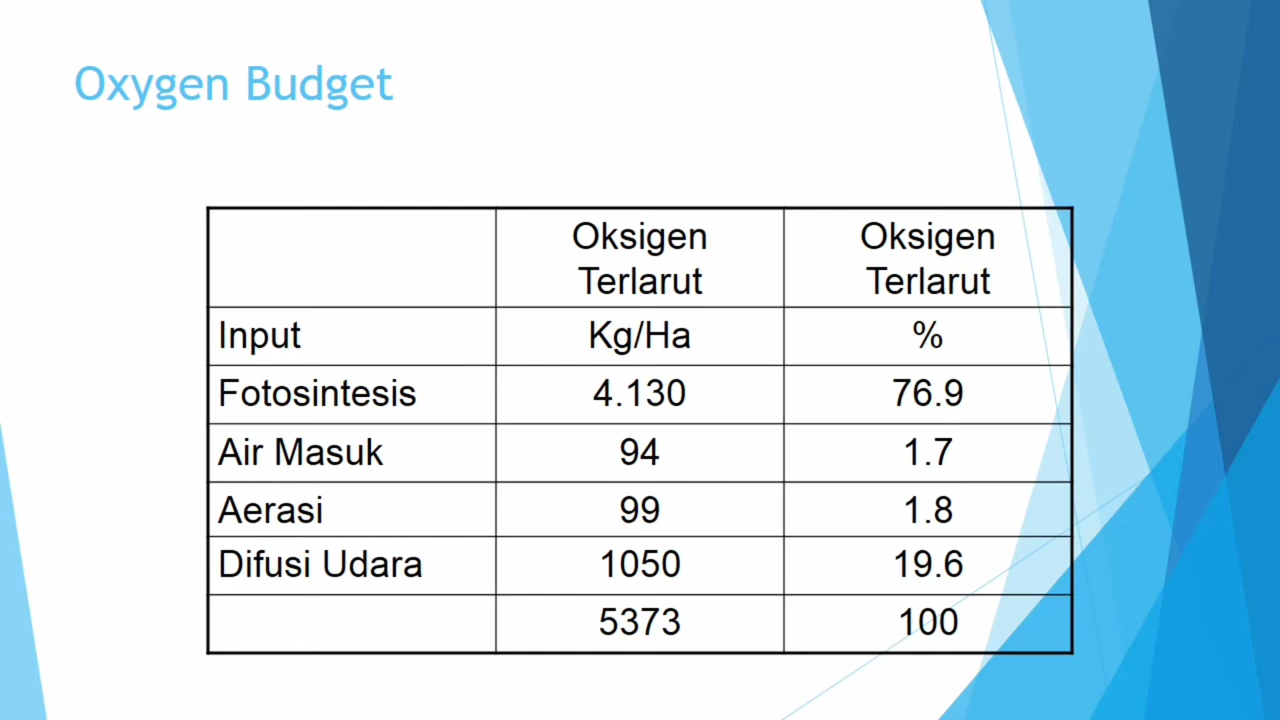 Oxygen Budget
Oksigen Oksigen
Terlarut Terlarut
Input Kg/Ha %
Fotosintesis 4.130 76.9
Air Masuk 94 1.7
Aerasi 99 1.8
Difusi Udara 1050 19.6
5373 100